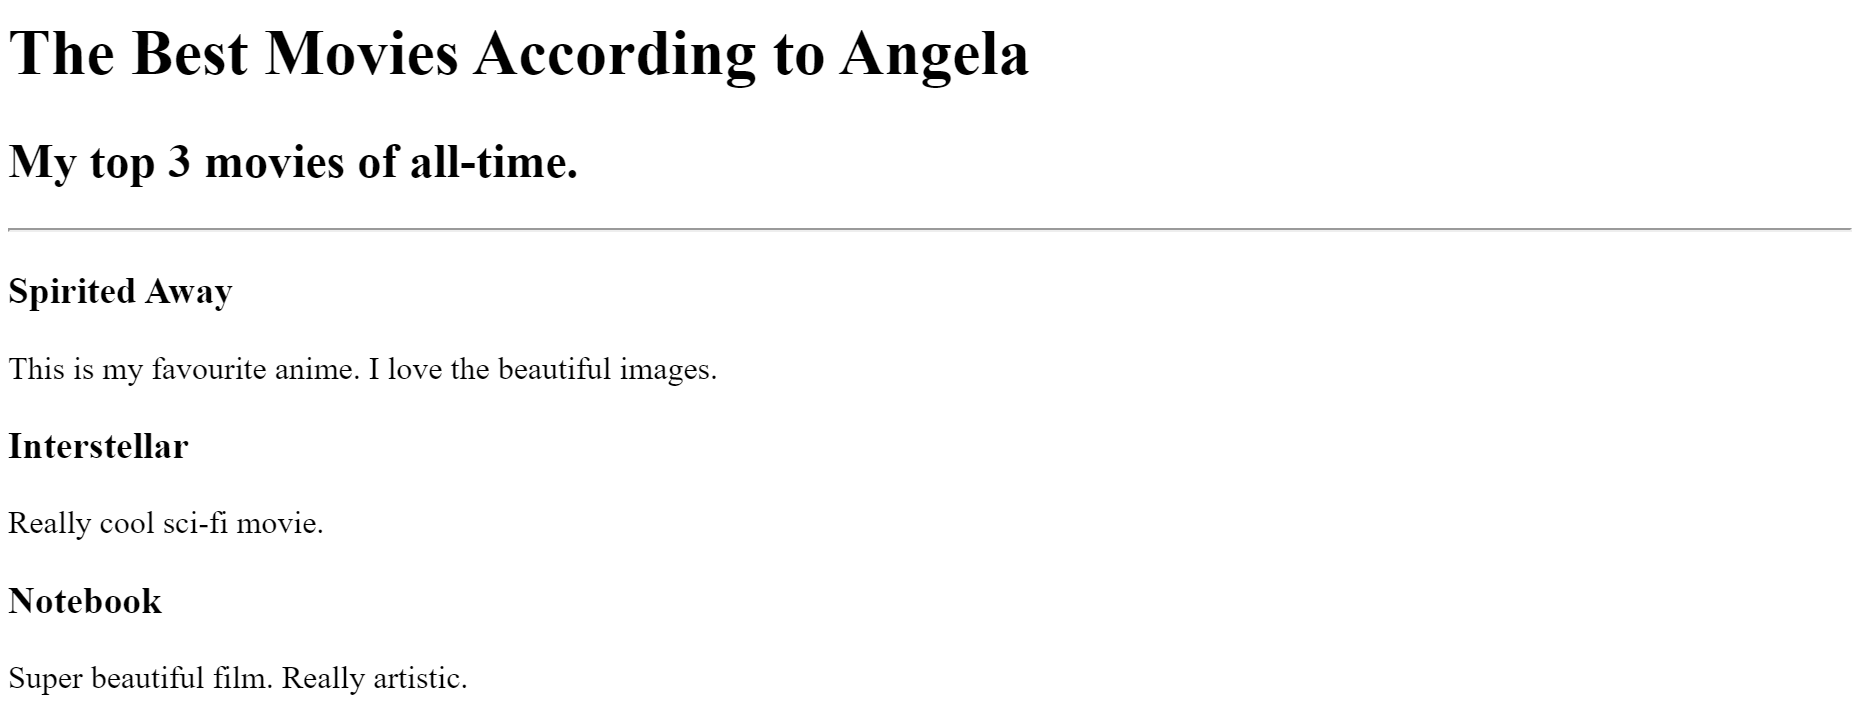 The Best Movies According to Angela
My top 3 movies of all-time.
Spirited Away
This is my favourite anime. I love the beautiful images.
Interstellar
Really cool sci-fi movie.
Notebook
Super beautiful film. Really artistic.